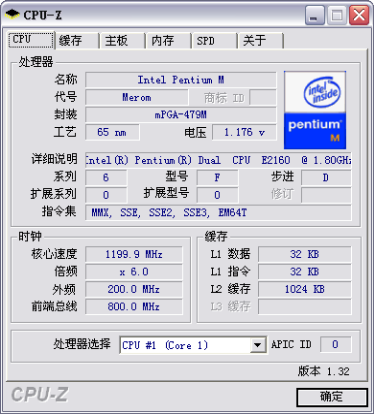 CPU-Z
CPU 缓存 主板 内存 SPD 关于
处理器
名称 Intel Pentium M
代号 Merom 商标 ID
封装 mPGA-479M
工艺 65 nm 电压 1.176 v
intel inside
pentium M
详细说明 Intel(R) Pentium(R) Dual CPU E2160 @ 1.80GHz
系列 6 型号 F 步进 D
扩展系列 0 扩展型号 0 修订
指令集 MMX, SSE, SSE2, SSE3, EM64T
时钟
核心速度 1199.9 MHz
倍频 x 6.0
外频 200.0 MHz
前端总线 800.0 MHz
缓存
L1 数据 32 KB
L1 指令 32 KB
L2 缓存 1024 KB
L3 缓存
处理器选择 CPU #1 (Core 1) APIC ID 0
版本 1.32
CPU-Z 确定